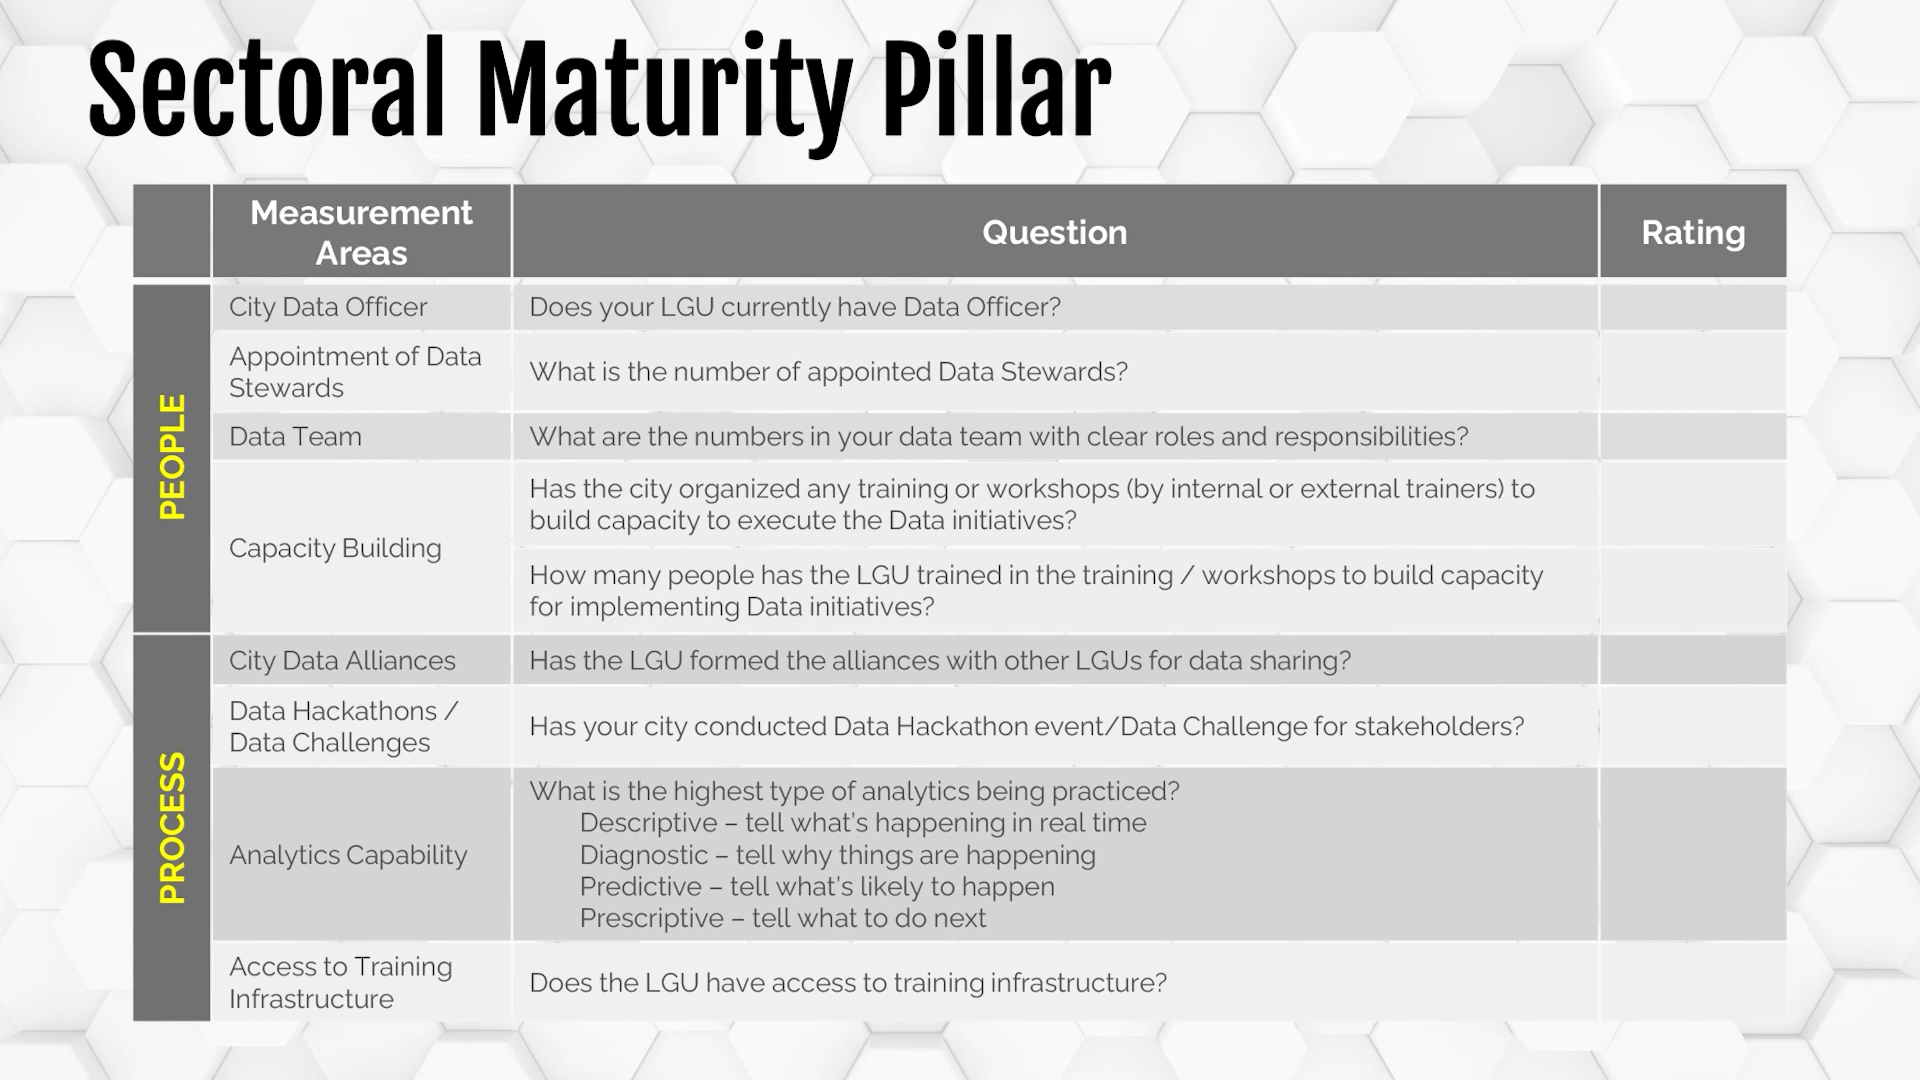 Sectoral Maturity Pillar
Measurement
Areas
Question
Rating
PEOPLE
City Data Officer
Does your LGU currently have Data Officer?
Appointment of Data
Stewards
What is the number of appointed Data Stewards?
Data Team
What are the numbers in your data team with clear roles and responsibilities?
Capacity Building
Has the city organized any training or workshops (by internal or external trainers) to
build capacity to execute the Data initiatives?
How many people has the LGU trained in the training / workshops to build capacity
for implementing Data initiatives?
PROCESS
City Data Alliances
Has the LGU formed the alliances with other LGUs for data sharing?
Data Hackathons /
Data Challenges
Has your city conducted Data Hackathon event/Data Challenge for stakeholders?
Analytics Capability
What is the highest type of analytics being practiced?
Descriptive – tell what's happening in real time
Diagnostic – tell why things are happening
Predictive – tell what's likely to happen
Prescriptive – tell what to do next
Access to Training
Infrastructure
Does the LGU have access to training infrastructure?